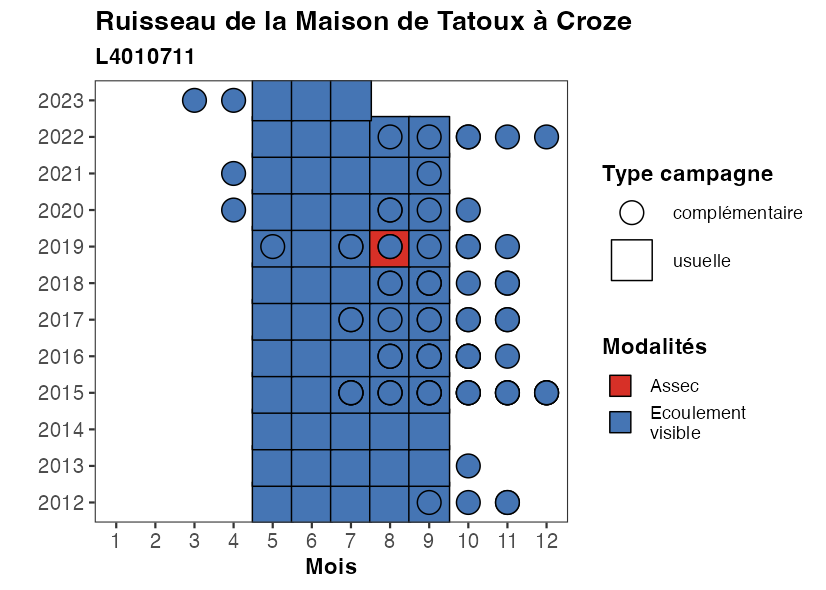 Ruisseau de la Maison de Tatoux à Croze
L4010711
2023
2022
2021
2020
2019
2018
2017
2016
2015
2014
2013
2012
1 2 3 4 5 6 7 8 9 10 11 12
Mois
Type campagne
complémentaire
usuelle
Modalités
Assec
Ecoulement
visible